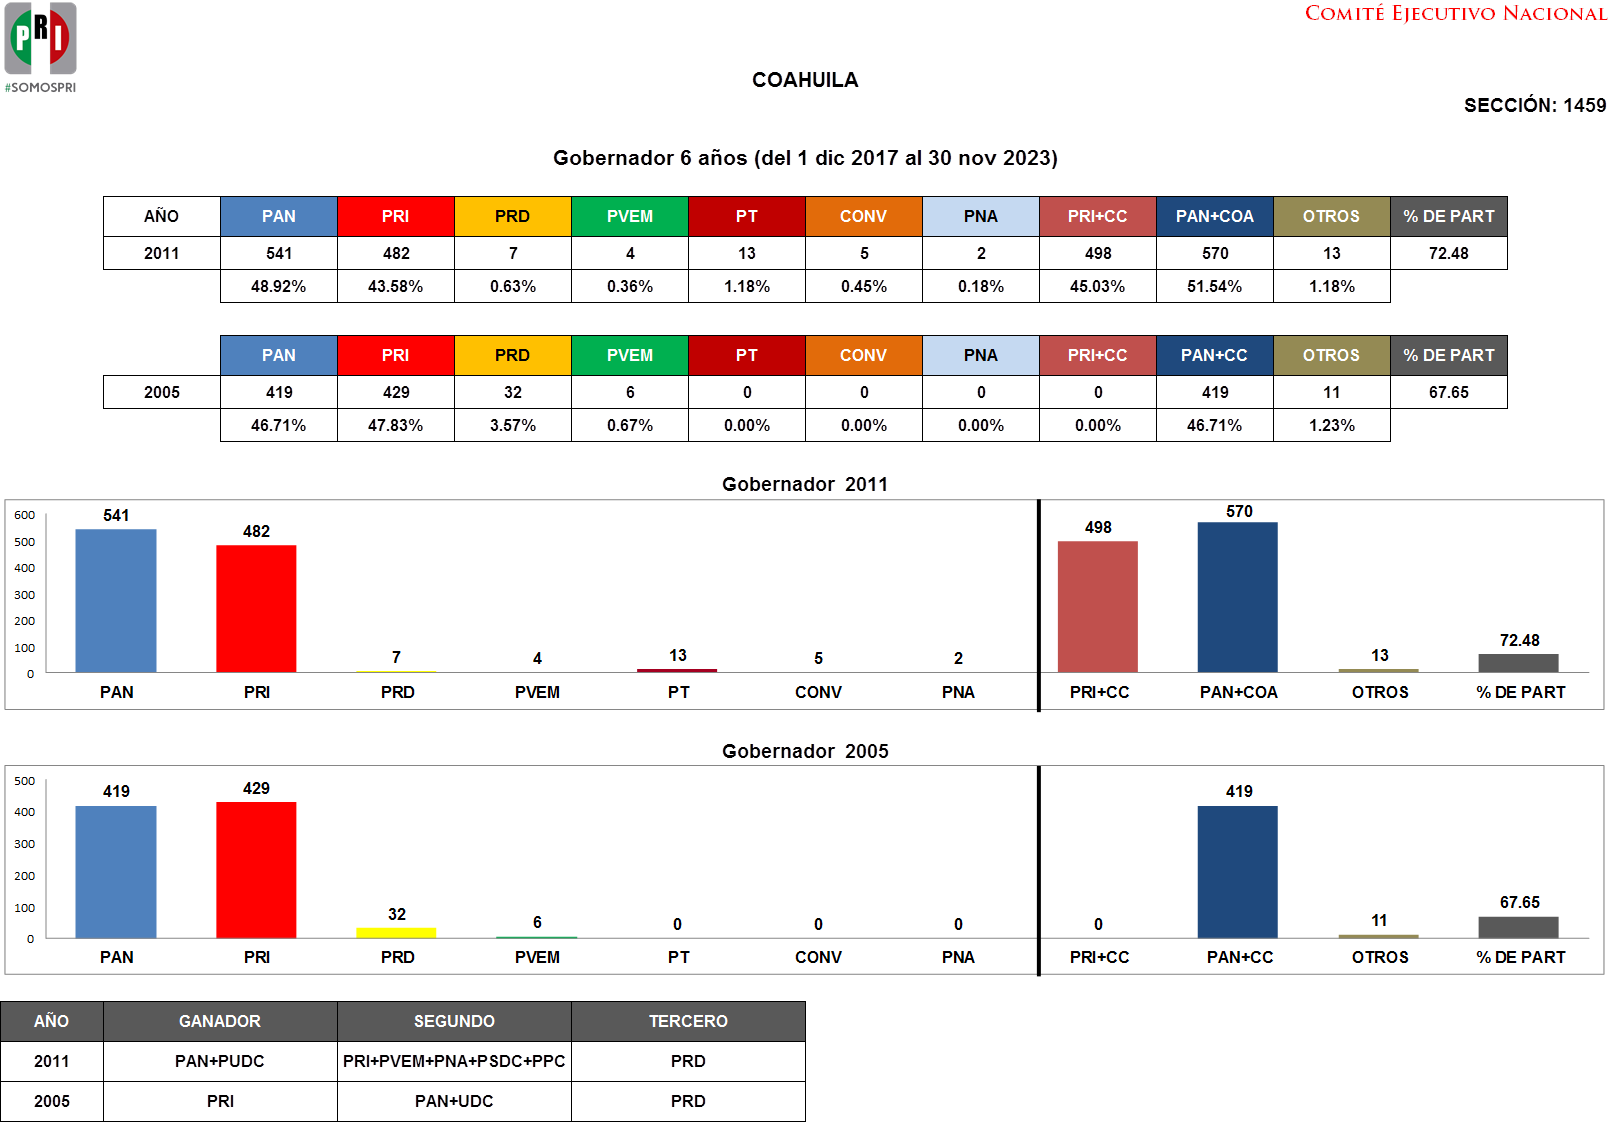 PRI
#SOMOSPRI
COMITÉ EJECUTIVO NACIONAL
COAHUILA
SECCIÓN: 1459
Gobernador 6 años (del 1 dic 2017 al 30 nov 2023)
AÑO PAN PRI PRD PVEM PT CONV PNA PRI+CC PAN+COA OTROS % DE PART
2011 541 482 7 4 13 5 2 498 570 13 72.48
48.92% 43.58% 0.63% 0.36% 1.18% 0.45% 0.18% 45.03% 51.54% 1.18%
PAN PRI PRD PVEM PT CONV PNA PRI+CC PAN+CC OTROS % DE PART
2005 419 429 32 6 0 0 0 0 419 11 67.65
46.71% 47.83% 3.57% 0.67% 0.00% 0.00% 0.00% 0.00% 46.71% 1.23%
Gobernador 2011
600
500
400
300
200
100
0
541 482 7 4 13 5 2 498 570 13 72.48
PAN PRI PRD PVEM PT CONV PNA PRI+CC PAN+COA OTROS % DE PART
Gobernador 2005
500
400
300
200
100
0
419 429 32 6 0 0 0 0 419 11 67.65
PAN PRI PRD PVEM PT CONV PNA PRI+CC PAN+CC OTROS % DE PART
AÑO GANADOR SEGUNDO TERCERO
2011 PAN+PUDC PRI+PVEM+PNA+PSDC+PPC PRD
2005 PRI PAN+UDC PRD